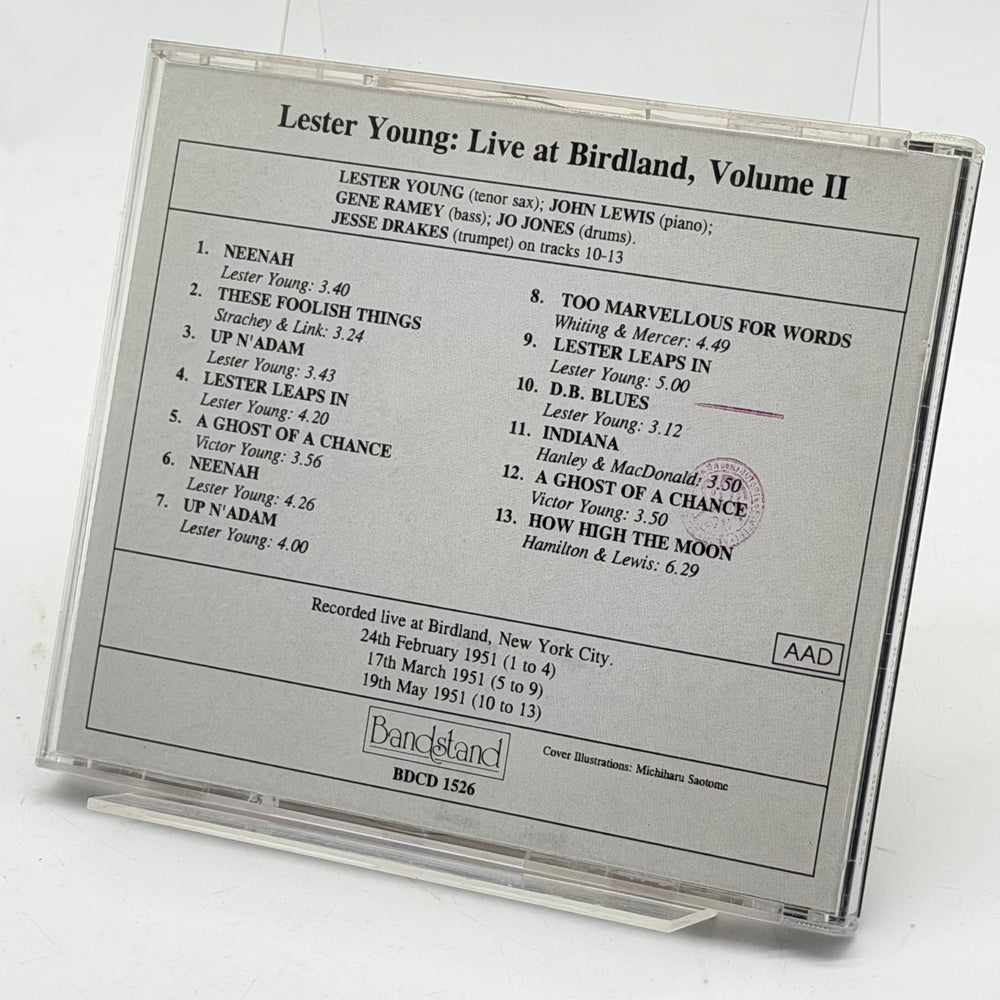 Lester Young: Live at Birdland, Volume II
LESTER YOUNG (tenor sax); JOHN LEWIS (piano);
GENE RAMEY (bass); JO JONES (drums).
JESSE DRAKES (trumpet) on tracks 10-13
1. NEENAH
Lester Young: 3.40
2. THESE FOOLISH THINGS
Strachey & Link: 3.24
3. UP N'ADAM
Lester Young: 3.43
4. LESTER LEAPS IN
Lester Young: 4.20
5. A GHOST OF A CHANCE
Victor Young: 3.56
6. NEENAH
Lester Young: 4.26
7. UP N'ADAM
Lester Young: 4.00
8. TOO MARVELLOUS FOR WORDS
Whiting & Mercer: 4.49
9. LESTER LEAPS IN
Lester Young: 5.00
10. D.B. BLUES
Lester Young: 3.12
11. INDIANA
Hanley & MacDonald: 3.50
12. A GHOST OF A CHANCE
Victor Young: 3.50
13. HOW HIGH THE MOON
Hamilton & Lewis: 6.29
Recorded live at Birdland, New York City.
24th February 1951 (1 to 4)
17th March 1951 (5 to 9)
19th May 1951 (10 to 13)
AAD
Bandstand
BDCD 1526
Cover Illustrations: Michiharu Saotome